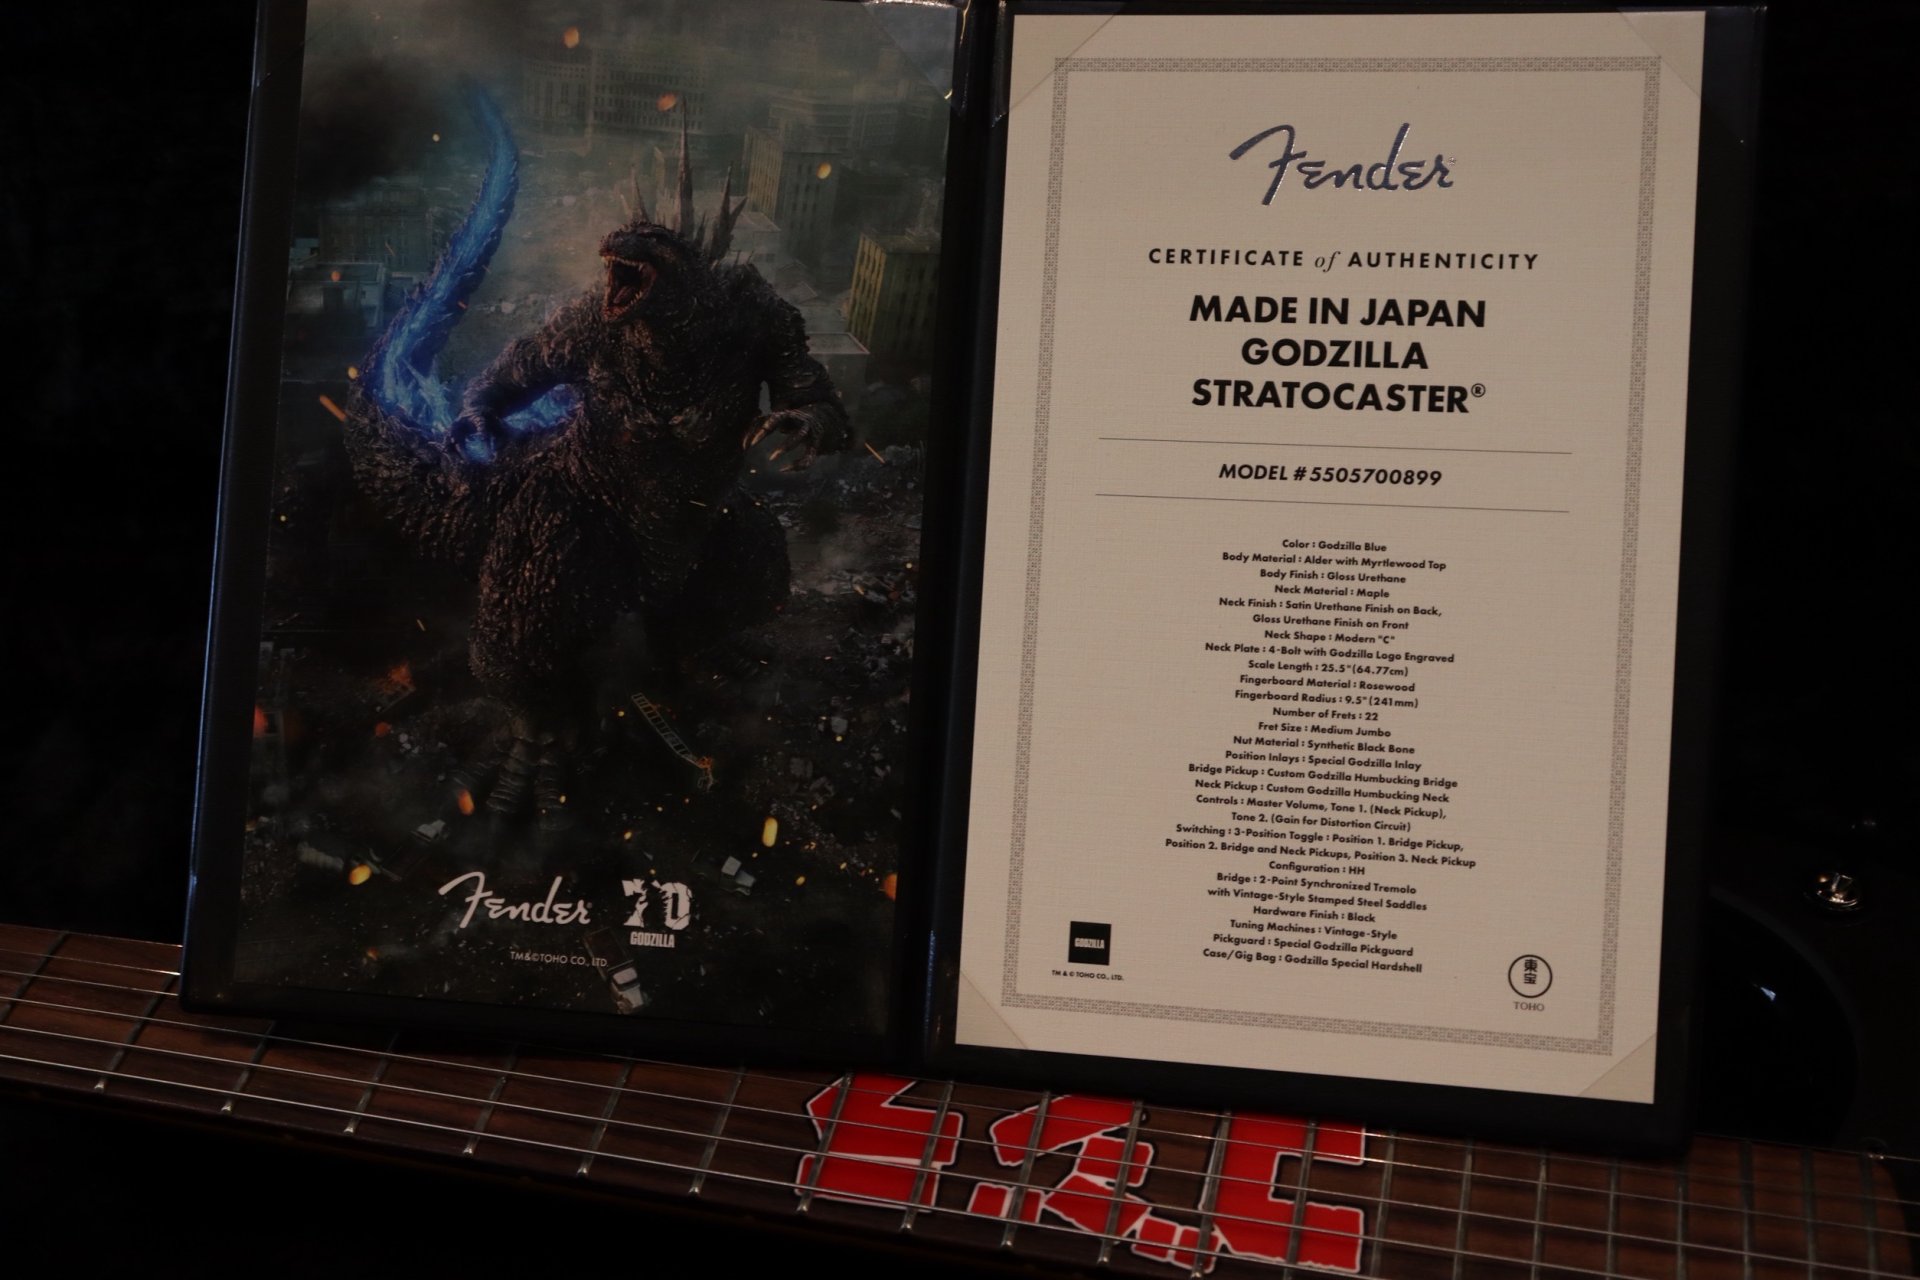 Fender
70
GODZILLA
TM&©TOHO CO., LTD.
Fender
CERTIFICATE of AUTHENTICITY
MADE IN JAPAN
GODZILLA
STRATOCASTER®
MODEL #5505700899
Color : Godzilla Blue
Body Material : Alder with Myrtlewood Top
Body Finish : Gloss Urethane
Neck Material : Maple
Neck Finish : Satin Urethane Finish on Back,
Gloss Urethane Finish on Front
Neck Shape : Modern "C"
Neck Plate : 4-Bolt with Godzilla Logo Engraved
Scale Length : 25.5" (64.77cm)
Fingerboard Material : Rosewood
Fingerboard Radius : 9.5" (241mm)
Number of Frets : 22
Fret Size : Medium Jumbo
Nut Material : Synthetic Black Bone
Position Inlays : Special Godzilla Inlay
Bridge Pickup : Custom Godzilla Humbucking Bridge
Neck Pickup : Custom Godzilla Humbucking Neck
Controls : Master Volume, Tone 1. (Neck Pickup),
Tone 2. (Gain for Distortion Circuit)
Switching : 3-Position Toggle : Position 1. Bridge Pickup,
Position 2. Bridge and Neck Pickups, Position 3. Neck Pickup
Configuration : HH
Bridge : 2-Point Synchronized Tremolo
with Vintage-Style Stamped Steel Saddles
Hardware Finish : Black
Tuning Machines : Vintage-Style
Pickguard : Special Godzilla Pickguard
Case/Gig Bag : Godzilla Special Hardshell
GODZILLA
TM & © TOHO CO., LTD.
東宝
TOHO